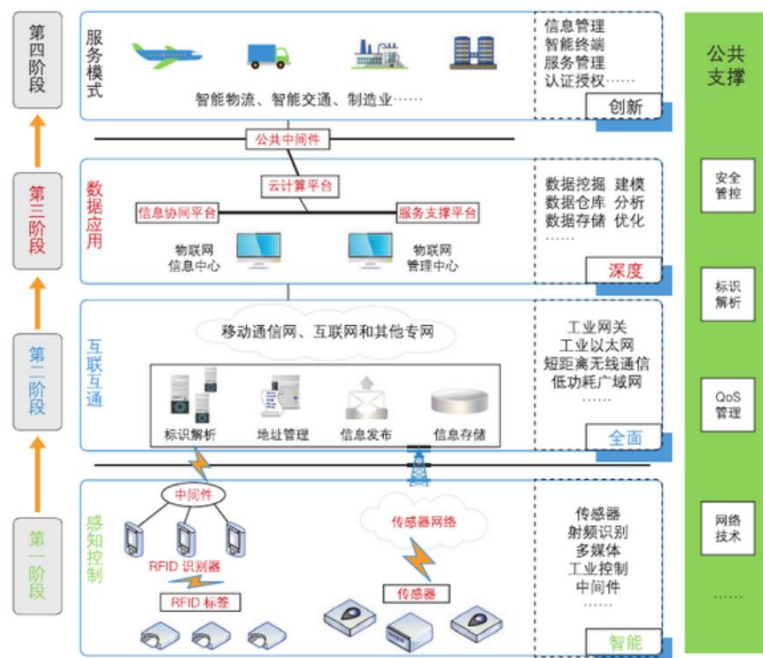 第四阶段
服务模式
智能物流、智能交通、制造业……
信息管理
智能终端
服务管理
认证授权……
创新
公共中间件
第三阶段
数据应用
云计算平台
信息协同平台
服务支撑平台
物联网
信息中心
物联网
管理中心
数据挖掘 建模
数据仓库 分析
数据存储 优化
……
深度
第二阶段
互联互通
移动通信网、互联网和其他专网
标识解析
地址管理
信息发布
信息存储
工业网关
工业以太网
短距离无线通信
低功耗广域网
……
全面
第一阶段
感知控制
中间件
RFID 识别器
RFID 标签
传感器网络
传感器
传感器
射频识别
多媒体
工业控制
中间件
……
智能
公共
支撑
安全
管控
标识
解析
QoS
管理
网络
技术
……